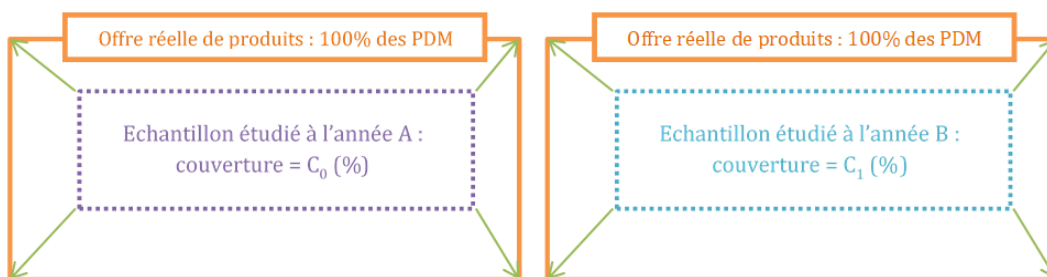 Offre réelle de produits : 100% des PDM
Echantillon étudié à l'année A :
couverture = C₀ (%)
Offre réelle de produits : 100% des PDM
Echantillon étudié à l'année B :
couverture = C₁ (%)